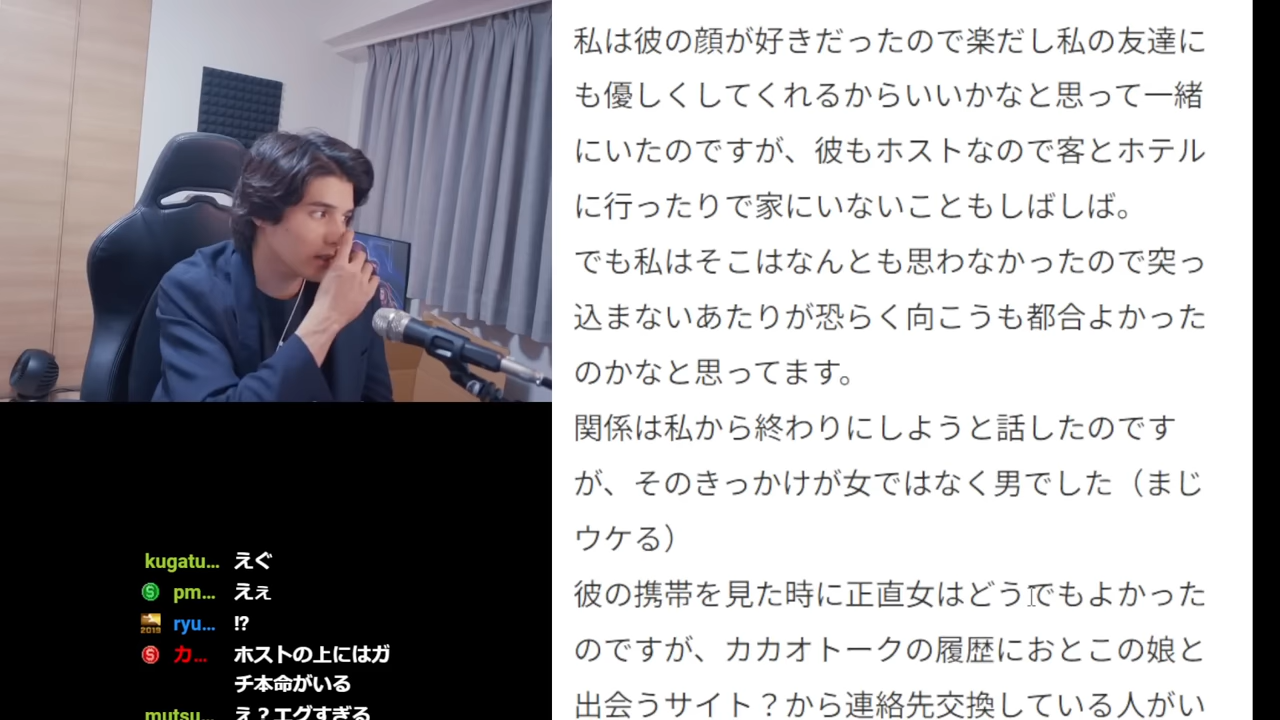 私は彼の顔が好きだったので楽だし私の友達に
も優しくしてくれるからいいかなと思って一緒
にいたのですが、彼もホストなので客とホテル
に行ったりで家にいないこともしばしば。
でも私はそこはなんとも思わなかったので突っ
込まないあたりが恐らく向こうも都合よかった
のかなと思ってます。
関係は私から終わりにしようと話したのです
が、そのきっかけが女ではなく男でした（まじ
ウケる）
彼の携帯を見た時に正直女はどうでもよかった
のですが、カカオトークの履歴におとこの娘と
出会うサイト？から連絡先交換している人がい
kugatu... えぐ
pm... えぇ
2019 ryu... !?
カ... ホストの上にはガ
チ本命がいる
mutsu... え？エグすぎる